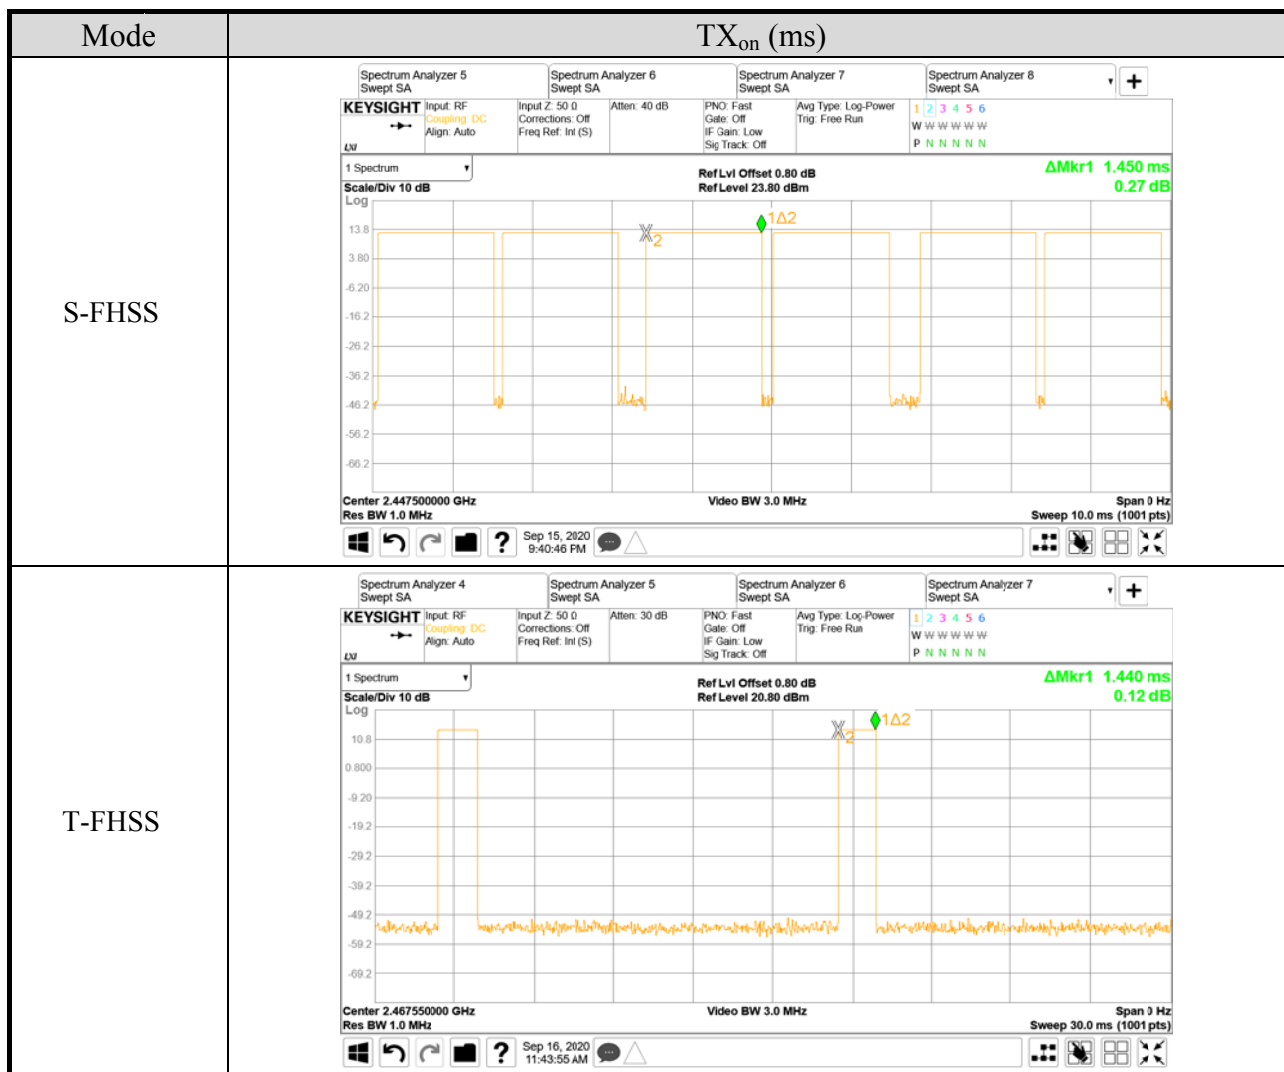 Mode TXon (ms)
S-FHSS
Spectrum Analyzer 5 Spectrum Analyzer 6 Spectrum Analyzer 7 Spectrum Analyzer 8
Swept SA Swept SA Swept SA Swept SA
KEYSIGHT Input: RF Input Z: 50 Ω Atten: 40 dB PNO: Fast Avg Type: Log-Power 1 2 3 4 5 6
Coupling: DC Corrections: Off Gate: Off Trig: Free Run
Align: Auto Freq Ref: Int (S) IF Gain: Low W W W W W W
LXI Sig Track: Off P N N N N N
1 Spectrum Ref Lvl Offset 0.80 dB ΔMkr1 1.450 ms
Scale/Div 10 dB Ref Level 23.80 dBm 0.27 dB
Log
1Δ2
13.8
2
3.80
-6.20
-16.2
-26.2
-36.2
-46.2
-56.2
-66.2
Center 2.447500000 GHz Video BW 3.0 MHz Span 0 Hz
Res BW 1.0 MHz Sweep 10.0 ms (1001 pts)
? Sep 15, 2020
9:40:46 PM
T-FHSS
Spectrum Analyzer 4 Spectrum Analyzer 5 Spectrum Analyzer 6 Spectrum Analyzer 7
Swept SA Swept SA Swept SA Swept SA
KEYSIGHT Input: RF Input Z: 50 Ω Atten: 30 dB PNO: Fast Avg Type: Log-Power 1 2 3 4 5 6
Coupling: DC Corrections: Off Gate: Off Trig: Free Run
Align: Auto Freq Ref: Int (S) IF Gain: Low W W W W W W
LXI Sig Track: Off P N N N N N
1 Spectrum Ref Lvl Offset 0.80 dB ΔMkr1 1.440 ms
Scale/Div 10 dB Ref Level 20.80 dBm 0.12 dB
Log
1Δ2
2
10.8
0.800
-9.20
-19.2
-29.2
-39.2
-49.2
-59.2
-69.2
Center 2.467550000 GHz Video BW 3.0 MHz Span 0 Hz
Res BW 1.0 MHz Sweep 30.0 ms (1001 pts)
? Sep 16, 2020
11:43:55 AM